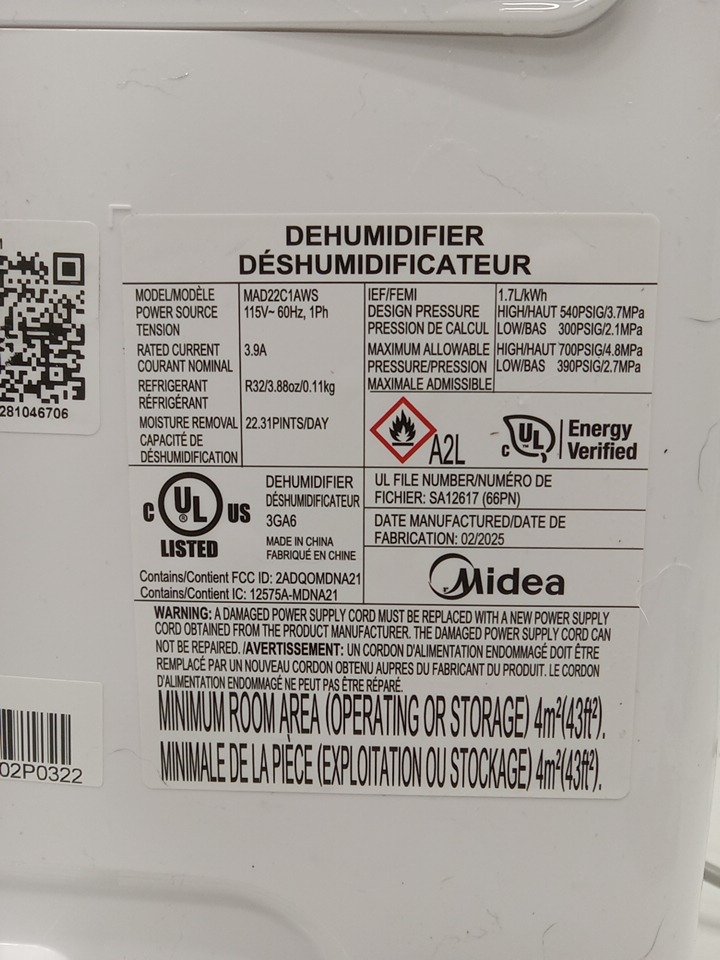 DEHUMIDIFIER
DÉSHUMIDIFICATEUR
MODEL/MODÈLE MAD22C1AWS
POWER SOURCE 115V~ 60Hz, 1Ph
TENSION
RATED CURRENT 3.9A
COURANT NOMINAL
REFRIGERANT R32/3.88oz/0.11kg
RÉFRIGÉRANT
MOISTURE REMOVAL 22.31PINTS/DAY
CAPACITÉ DE
DÉSHUMIDIFICATION
IEF/FEMI 1.7L/kWh
DESIGN PRESSURE HIGH/HAUT 540PSIG/3.7MPa
PRESSION DE CALCUL LOW/BAS 300PSIG/2.1MPa
MAXIMUM ALLOWABLE HIGH/HAUT 700PSIG/4.8MPa
PRESSURE/PRESSION LOW/BAS 390PSIG/2.7MPa
MAXIMALE ADMISSIBLE
A2L
C UL Energy
Verified
281046706
C UL US
®
LISTED
DEHUMIDIFIER
DÉSHUMIDIFICATEUR
3GA6
MADE IN CHINA
FABRIQUÉ EN CHINE
UL FILE NUMBER/NUMÉRO DE
FICHIER: SA12617 (66PN)
DATE MANUFACTURED/DATE DE
FABRICATION: 02/2025
Contains/Contient FCC ID: 2ADQOMDNA21
Contains/Contient IC: 12575A-MDNA21
Midea
WARNING: A DAMAGED POWER SUPPLY CORD MUST BE REPLACED WITH A NEW POWER SUPPLY
CORD OBTAINED FROM THE PRODUCT MANUFACTURER. THE DAMAGED POWER SUPPLY CORD CAN
NOT BE REPAIRED. /AVERTISSEMENT: UN CORDON D'ALIMENTATION ENDOMMAGÉ DOIT ÊTRE
REMPLACÉ PAR UN NOUVEAU CORDON OBTENU AUPRES DU FABRICANT DU PRODUIT. LE CORDON
D'ALIMENTATION ENDOMMAGÉ NE PEUT PAS ÊTRE RÉPARÉ.
MINIMUM ROOM AREA (OPERATING OR STORAGE) 4m²(43ft²).
MINIMALE DE LA PIÈCE (EXPLOITATION OU STOCKAGE) 4m²(43ft²).
02P0322